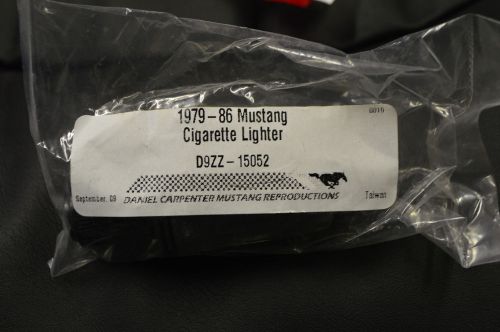 1979-86 Mustang
Cigarette Lighter
D9ZZ-15052
September, 09
DANIEL CARPENTER MUSTANG REPRODUCTIONS
Taiwan